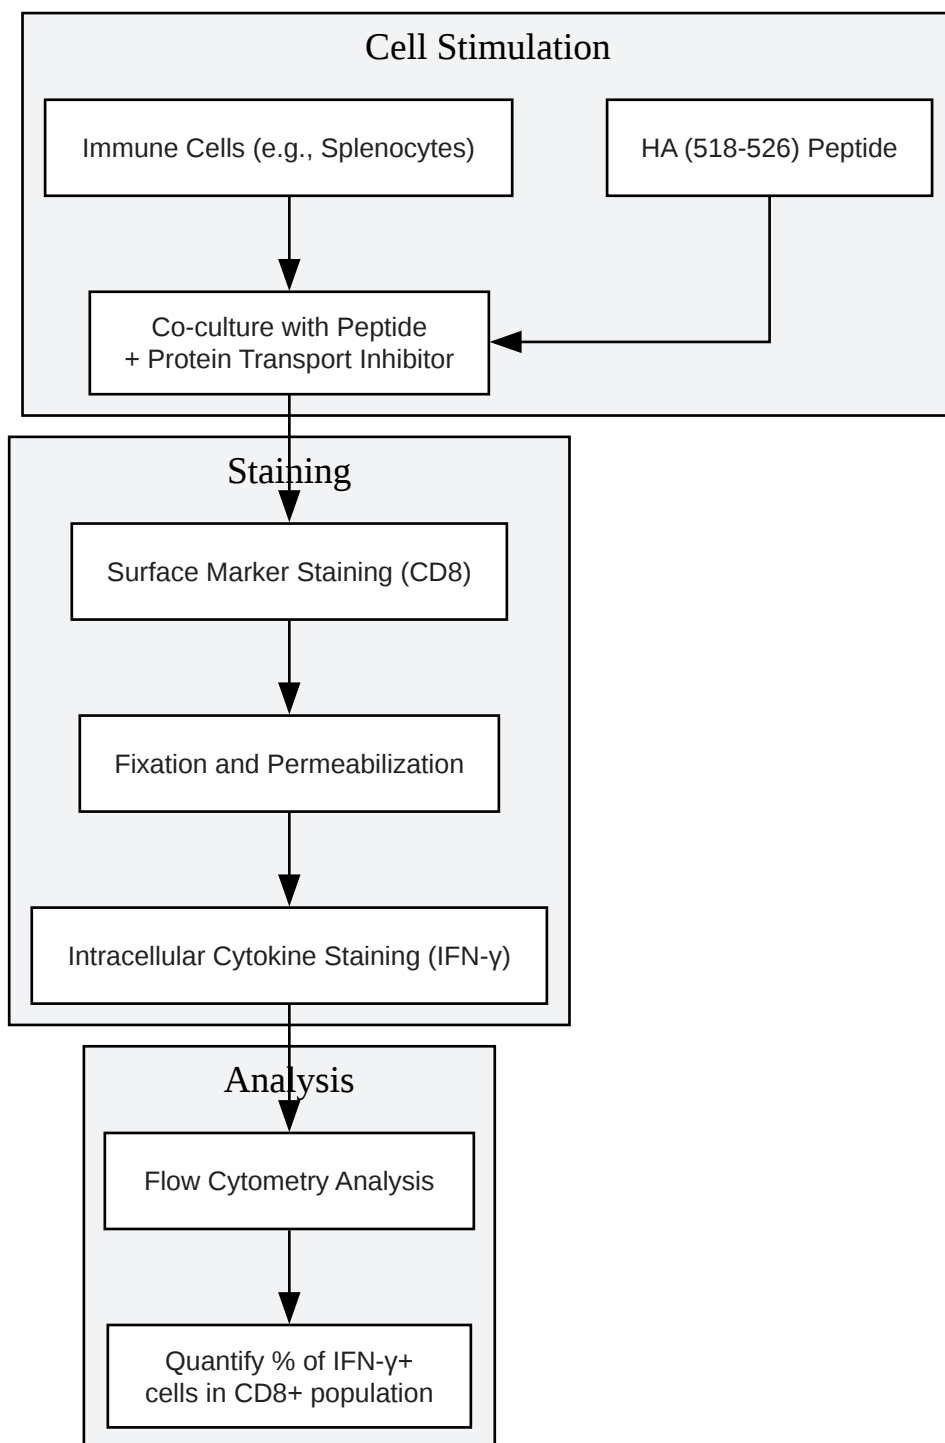 Cell Stimulation
Immune Cells (e.g., Splenocytes)
HA (518-526) Peptide
Co-culture with Peptide
+ Protein Transport Inhibitor
Staining
Surface Marker Staining (CD8)
Fixation and Permeabilization
Intracellular Cytokine Staining (IFN-γ)
Analysis
Flow Cytometry Analysis
Quantify % of IFN-γ+
cells in CD8+ population